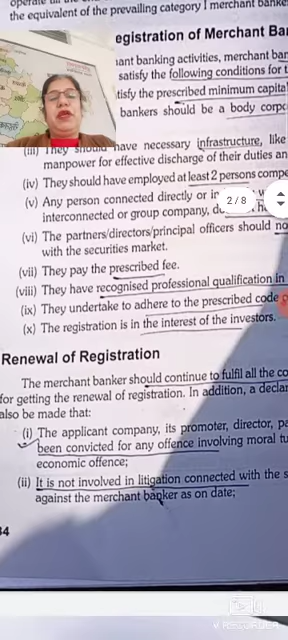 the equivalent of the prevailing category I merchant banke
egistration of Merchant Ba
ant banking activities, merchant ban
satisfy the following conditions for t
tisfy the prescribed minimum capita
bankers should be a body corpo
(iii) They should have necessary infrastructure, like
manpower for effective discharge of their duties an
(iv) They should have employed at least 2 persons compe
(v) Any person connected directly or in
2 / 8
interconnected or group company, d
(vi) The partners/directors/principal officers should no
with the securities market.
(vii) They pay the prescribed fee.
(viii) They have recognised professional qualification in
(ix) They undertake to adhere to the prescribed code
(x) The registration is in the interest of the investors.
Renewal of Registration
The merchant banker should continue to fulfil all the co
for getting the renewal of registration. In addition, a declar
also be made that:
(i) The applicant company, its promoter, director, pa
been convicted for any offence involving moral tu
economic offence;
(ii) It is not involved in litigation connected with the s
against the merchant banker as on date;
34